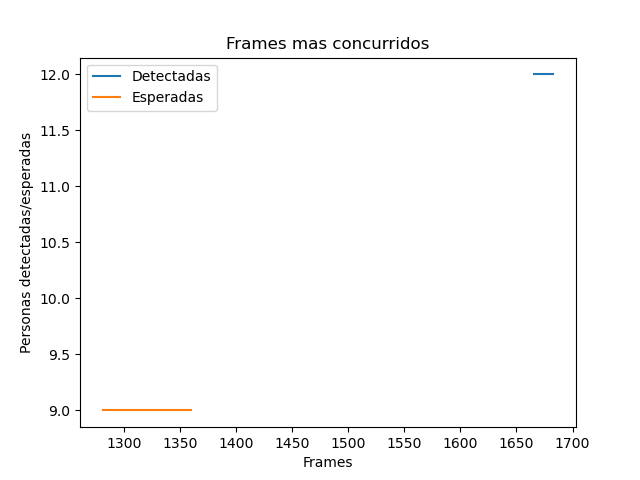 Frames mas concurridos
Detectadas
Esperadas
Personas detectadas/esperadas
12.0
11.5
11.0
10.5
10.0
9.5
9.0
1300 1350 1400 1450 1500 1550 1600 1650 1700
Frames